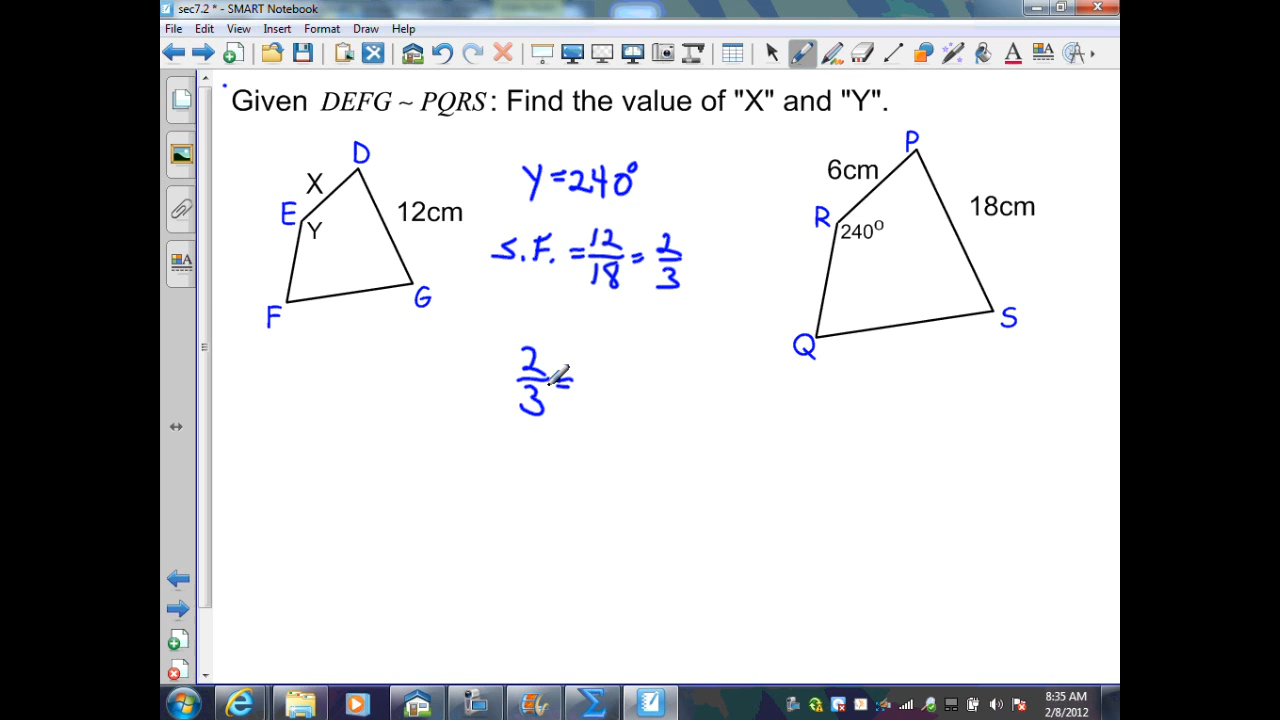 sec7.2 * - SMART Notebook
File Edit View Insert Format Draw Help
Given DEFG ~ PQRS: Find the value of "X" and "Y".
D
X
E
Y
12cm
F
G
Y=240°
S.F. = 12/18 = 2/3
2/3 =
P
6cm
R
240°
18cm
Q
S
8:35 AM
2/8/2012